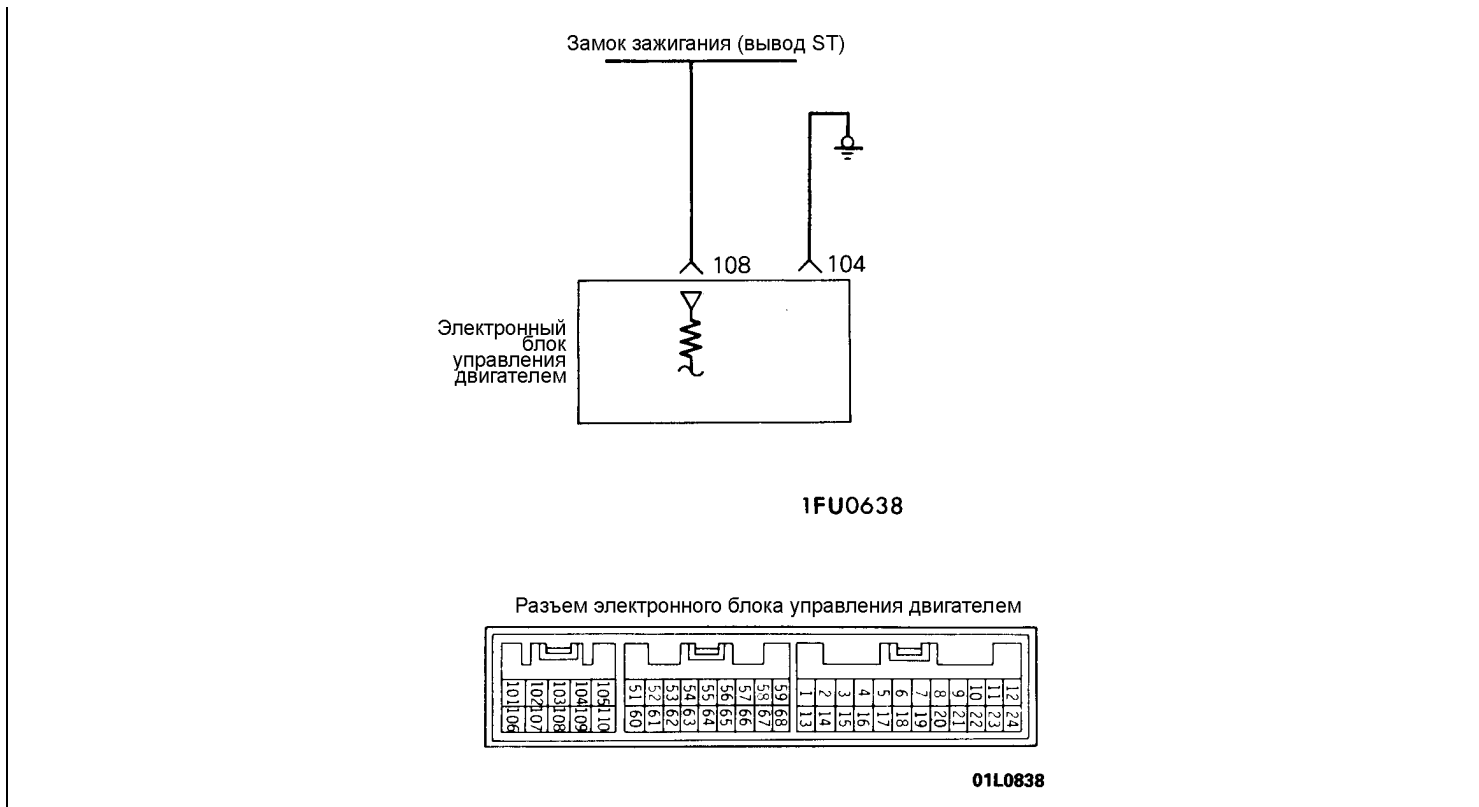 Замок зажигания (вывод ST)
108
104
Электронный
блок
управления
двигателем
1FU0638
Разъем электронного блока управления двигателем
101 102 103 104 105 51 52 53 54 55 56 57 58 59 1 2 3 4 5 6 7 8 9 10 11 12
106 107 108 109 110 60 61 62 63 64 65 66 67 68 13 14 15 16 17 18 19 20 21 22 23 24
01L0838